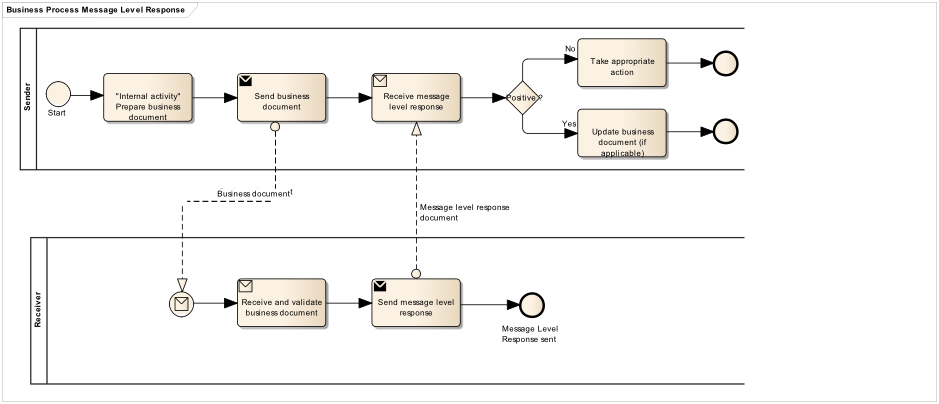 Business Process Message Level Response
Sender
Start
"Internal activity"
Prepare business
document
Send business
document
Receive message
level response
Positive?
No
Take appropriate
action
Yes
Update business
document (if
applicable)
Business document
Message level response
document
Receiver
Receive and validate
business document
Send message level
response
Message Level
Response sent